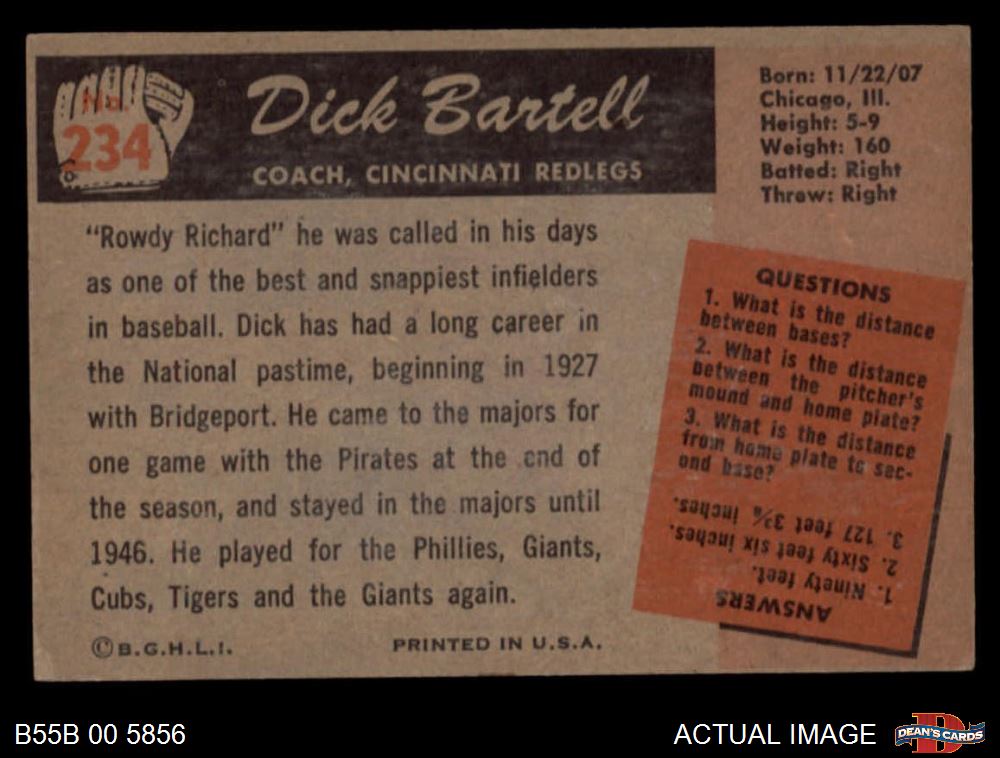 No.
234
Dick Bartell
COACH, CINCINNATI REDLEGS
Born: 11/22/07
Chicago, Ill.
Height: 5-9
Weight: 160
Batted: Right
Threw: Right
"Rowdy Richard" he was called in his days
as one of the best and snappiest infielders
in baseball. Dick has had a long career in
the National pastime, beginning in 1927
with Bridgeport. He came to the majors for
one game with the Pirates at the end of
the season, and stayed in the majors until
1946. He played for the Phillies, Giants,
Cubs, Tigers and the Giants again.
©B.G.H.L.I.
PRINTED IN U.S.A.
QUESTIONS
1. What is the distance
between bases?
2. What is the distance
between the pitcher's
mound and home plate?
3. What is the distance
from home plate to sec-
ond base?
ANSWERS
1. Ninety feet.
2. Sixty feet six inches.
3. 127 feet 3⅜ inches.
B55B 00 5856
ACTUAL IMAGE
D
DEAN'S CARDS